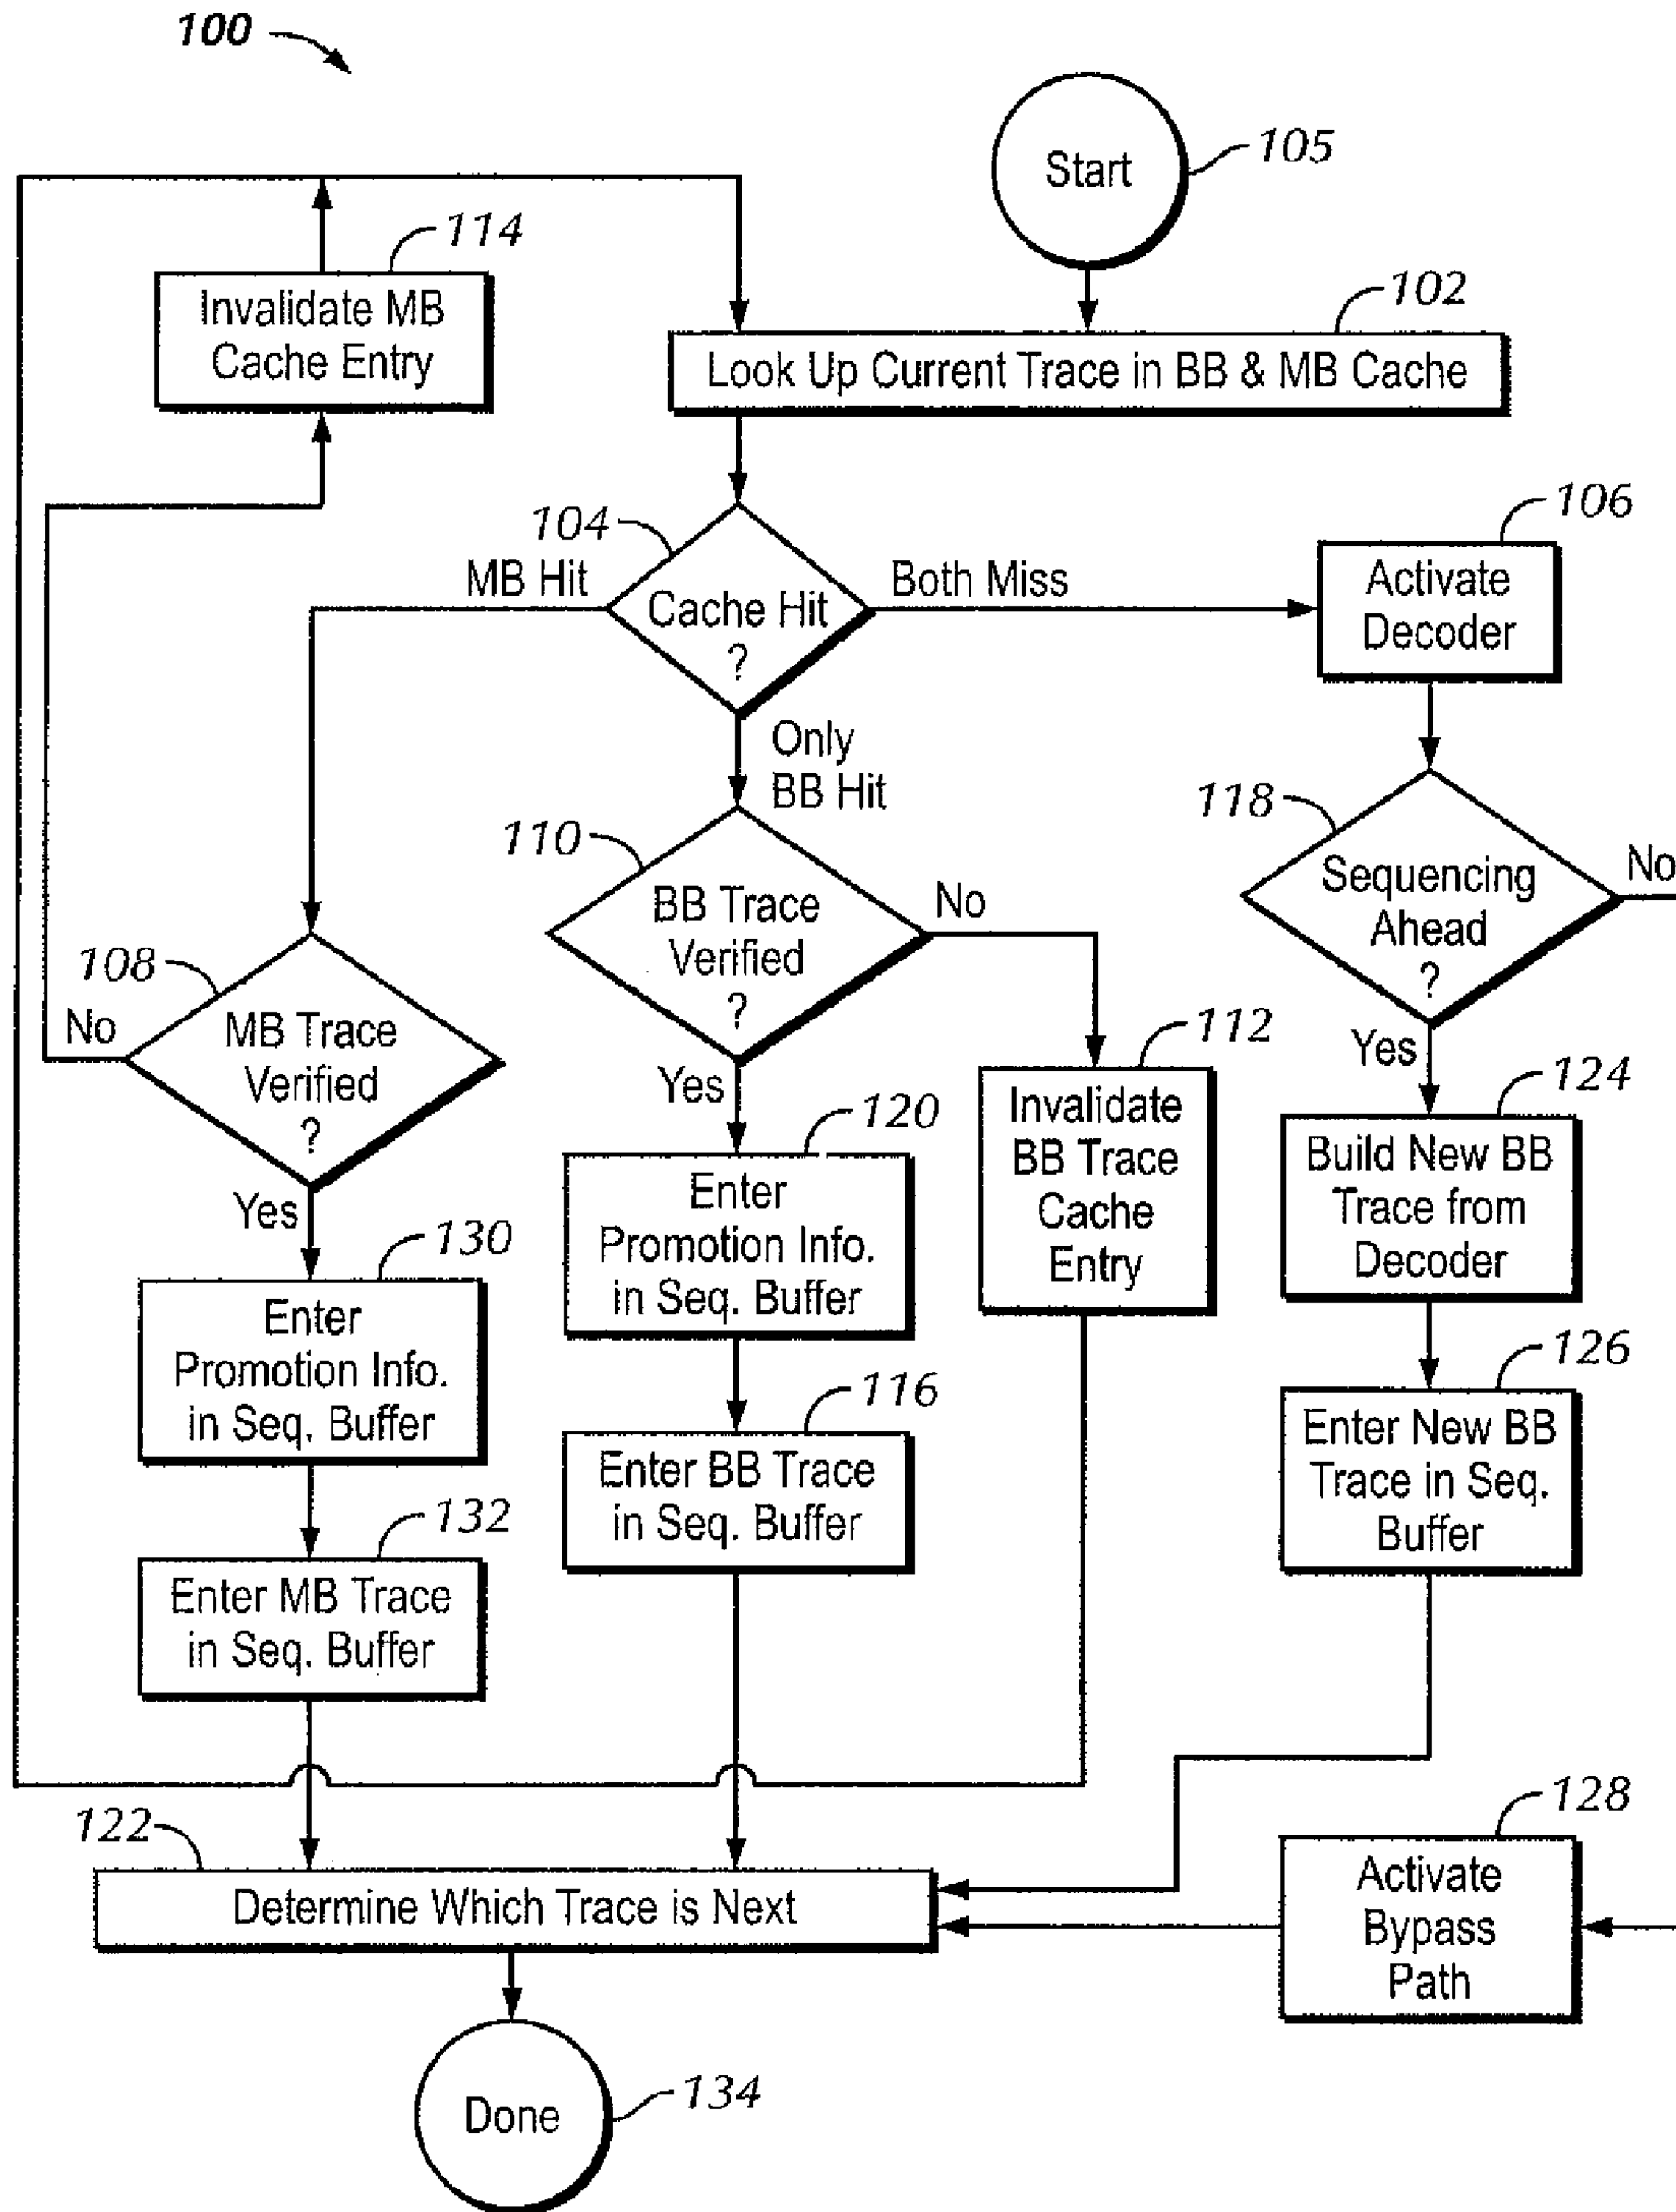 100
Start
105
114
Invalidate MB
Cache Entry
102
Look Up Current Trace in BB & MB Cache
104
MB Hit
Cache Hit
?
Both Miss
106
Activate
Decoder
Only
BB Hit
110
BB Trace
Verified
?
No
118
Sequencing
Ahead
?
No
108
No
MB Trace
Verified
?
Yes
112
Invalidate
BB Trace
Cache
Entry
Yes
124
Build New BB
Trace from
Decoder
120
Enter
Promotion Info.
in Seq. Buffer
Yes
130
Enter
Promotion Info.
in Seq. Buffer
116
Enter BB Trace
in Seq. Buffer
126
Enter New BB
Trace in Seq.
Buffer
132
Enter MB Trace
in Seq. Buffer
122
Determine Which Trace is Next
128
Activate
Bypass
Path
Done
134